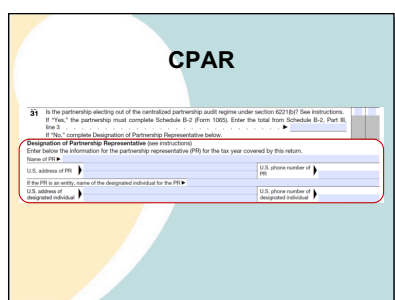 CPAR
31 Is the partnership electing out of the centralized partnership audit regime under section 6221(b)? See instructions.
If "Yes," the partnership must complete Schedule B-2 (Form 1065). Enter the total from Schedule B-2, Part III,
line 3 . . . . . . . . . . . . . . . . . . . . . . . . . . . . ▶
If "No," complete Designation of Partnership Representative below.
Designation of Partnership Representative (see instructions)
Enter below the information for the partnership representative (PR) for the tax year covered by this return.
Name of PR ▶
U.S. address of PR
U.S. phone number of PR
If the PR is an entity, name of the designated individual for the PR ▶
U.S. address of designated individual
U.S. phone number of designated individual